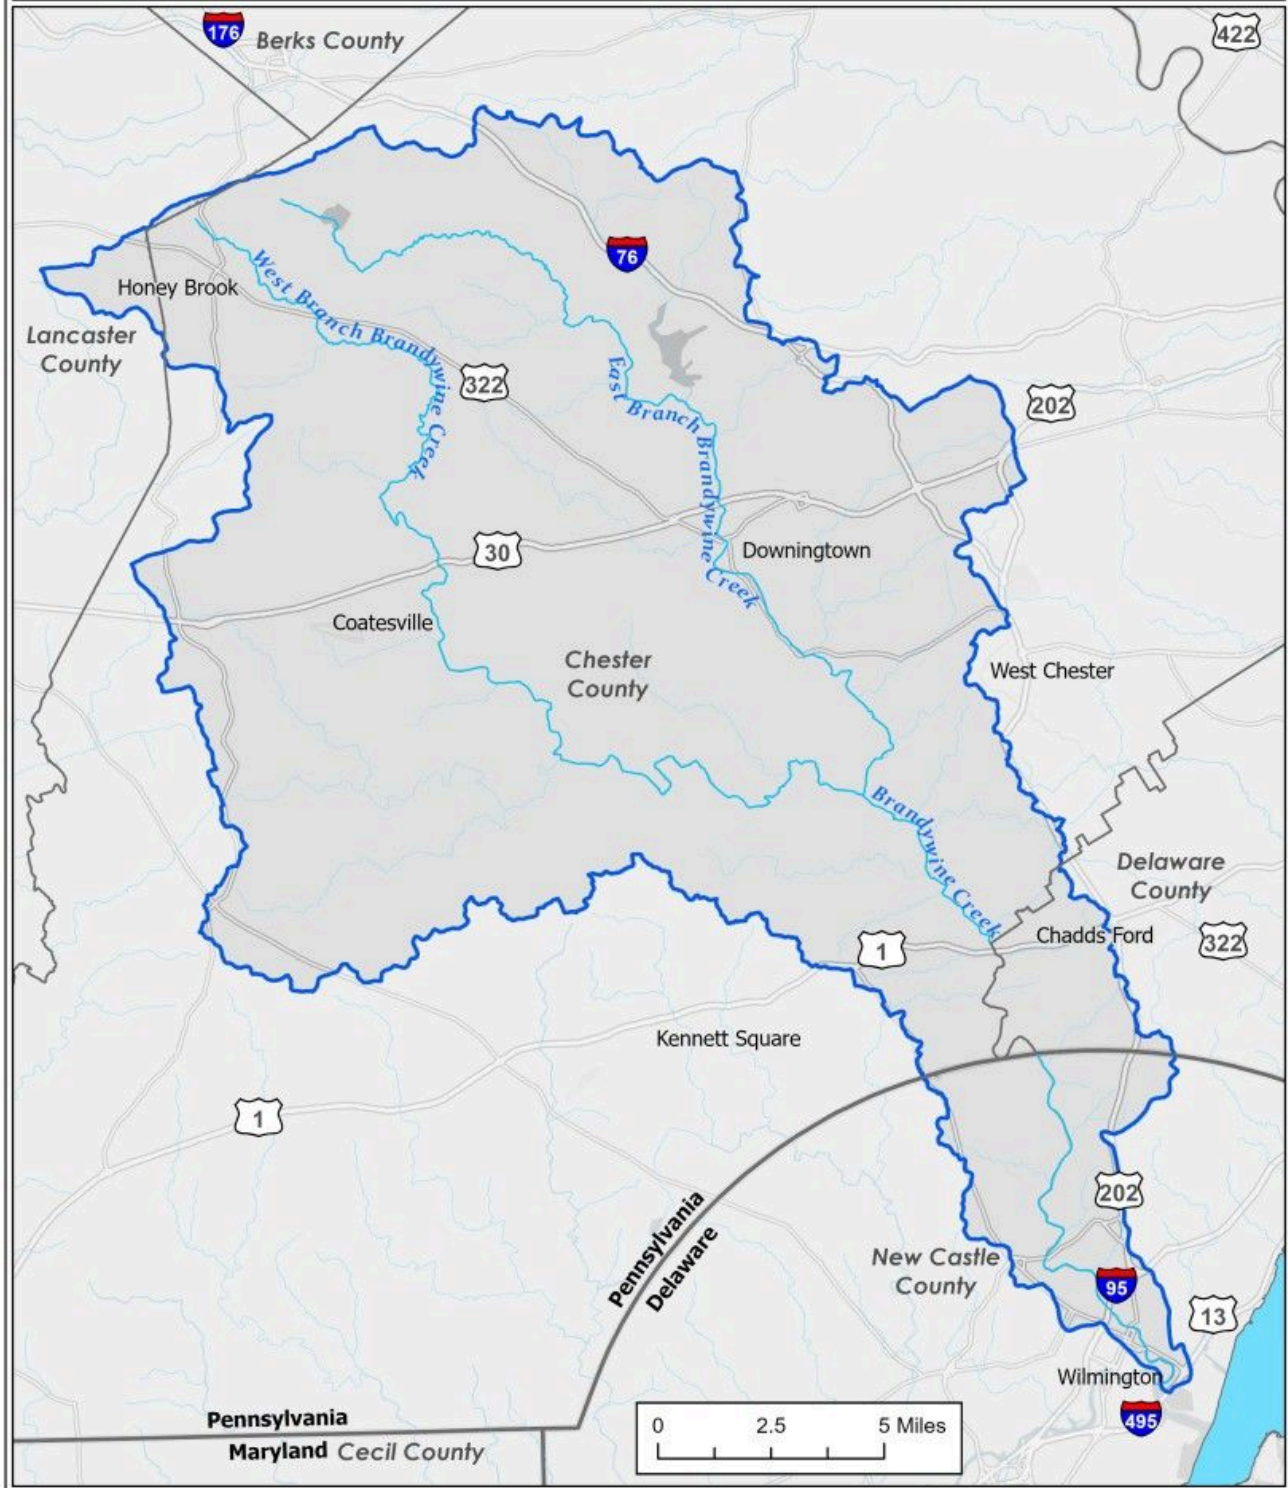 176
Berks County
422
76
Honey Brook
West Branch Brandywine Creek
Lancaster
County
322
East Branch Brandywine Creek
202
30
Downingtown
Coatesville
Chester
County
West Chester
Brandywine Creek
Delaware
County
1
Chadds Ford
322
Kennett Square
1
Pennsylvania
Delaware
202
New Castle
County
95
13
Wilmington
495
Pennsylvania
Maryland Cecil County
0 2.5 5 Miles